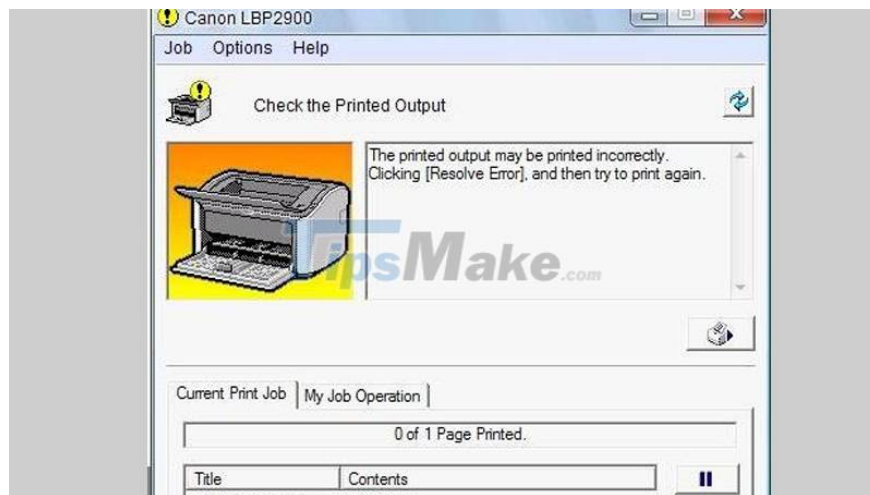 Canon LBP2900
Job Options Help
Check the Printed Output
The printed output may be printed incorrectly.
Clicking [Resolve Error], and then try to print again.
TipsMake.com
Current Print Job
My Job Operation
0 of 1 Page Printed.
Title
Contents